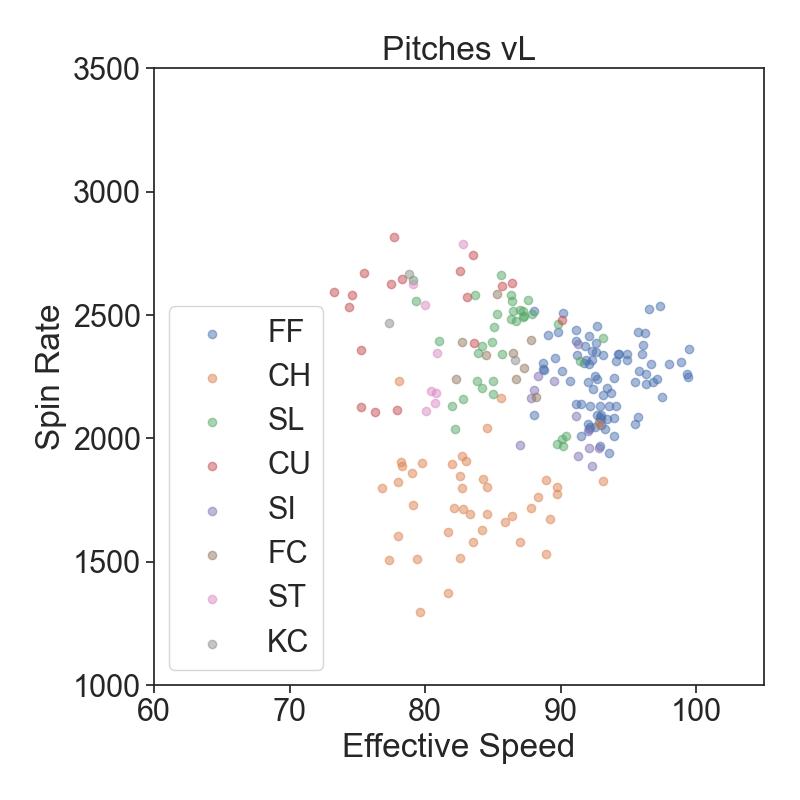 Pitches vL
3500
3000
2500
2000
1500
1000
Spin Rate
FF
CH
SL
CU
SI
FC
ST
KC
60 70 80 90 100
Effective Speed